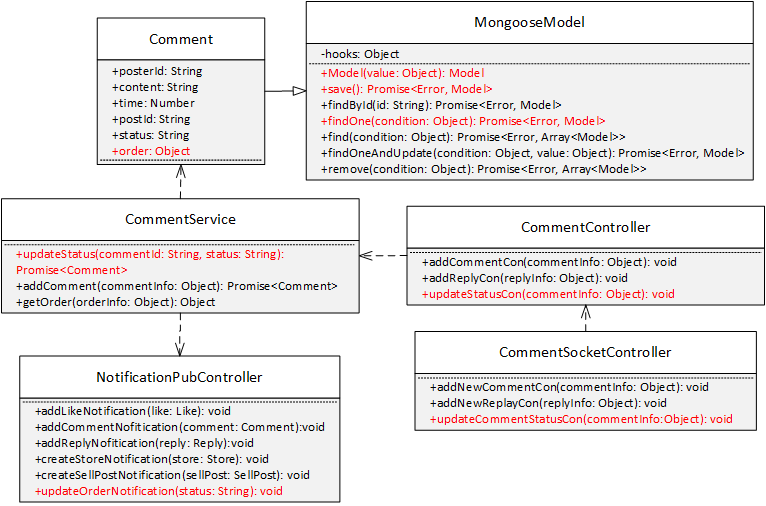 Comment
+posterId: String
+content: String
+time: Number
+postId: String
+status: String
+order: Object
MongooseModel
-hooks: Object
+Model(value: Object): Model
+save(): Promise<Error, Model>
+findById(id: String): Promise<Error, Model>
+findOne(condition: Object): Promise<Error, Model>
+find(condition: Object): Promise<Error, Array<Model>>
+findOneAndUpdate(condition: Object, value: Object): Promise<Error, Model>
+remove(condition: Object): Promise<Error, Array<Model>>
CommentService
+updateStatus(commentId: String, status: String):
Promise<Comment>
+addComment(commentInfo: Object): Promise<Comment>
+getOrder(orderInfo: Object): Object
CommentController
+addCommentCon(commentInfo: Object): void
+addReplyCon(replyInfo: Object): void
+updateStatusCon(commentInfo: Object): void
NotificationPubController
+addLikeNotification(like: Like): void
+addCommentNofitication(comment: Comment):void
+addReplyNofitication(reply: Reply):void
+createStoreNotification(store: Store): void
+createSellPostNotification(sellPost: SellPost): void
+updateOrderNotification(status: String): void
CommentSocketController
+addNewCommentCon(commentInfo: Object): void
+addNewReplayCon(replyInfo: Object): void
+updateCommentStatusCon(commentInfo:Object): void